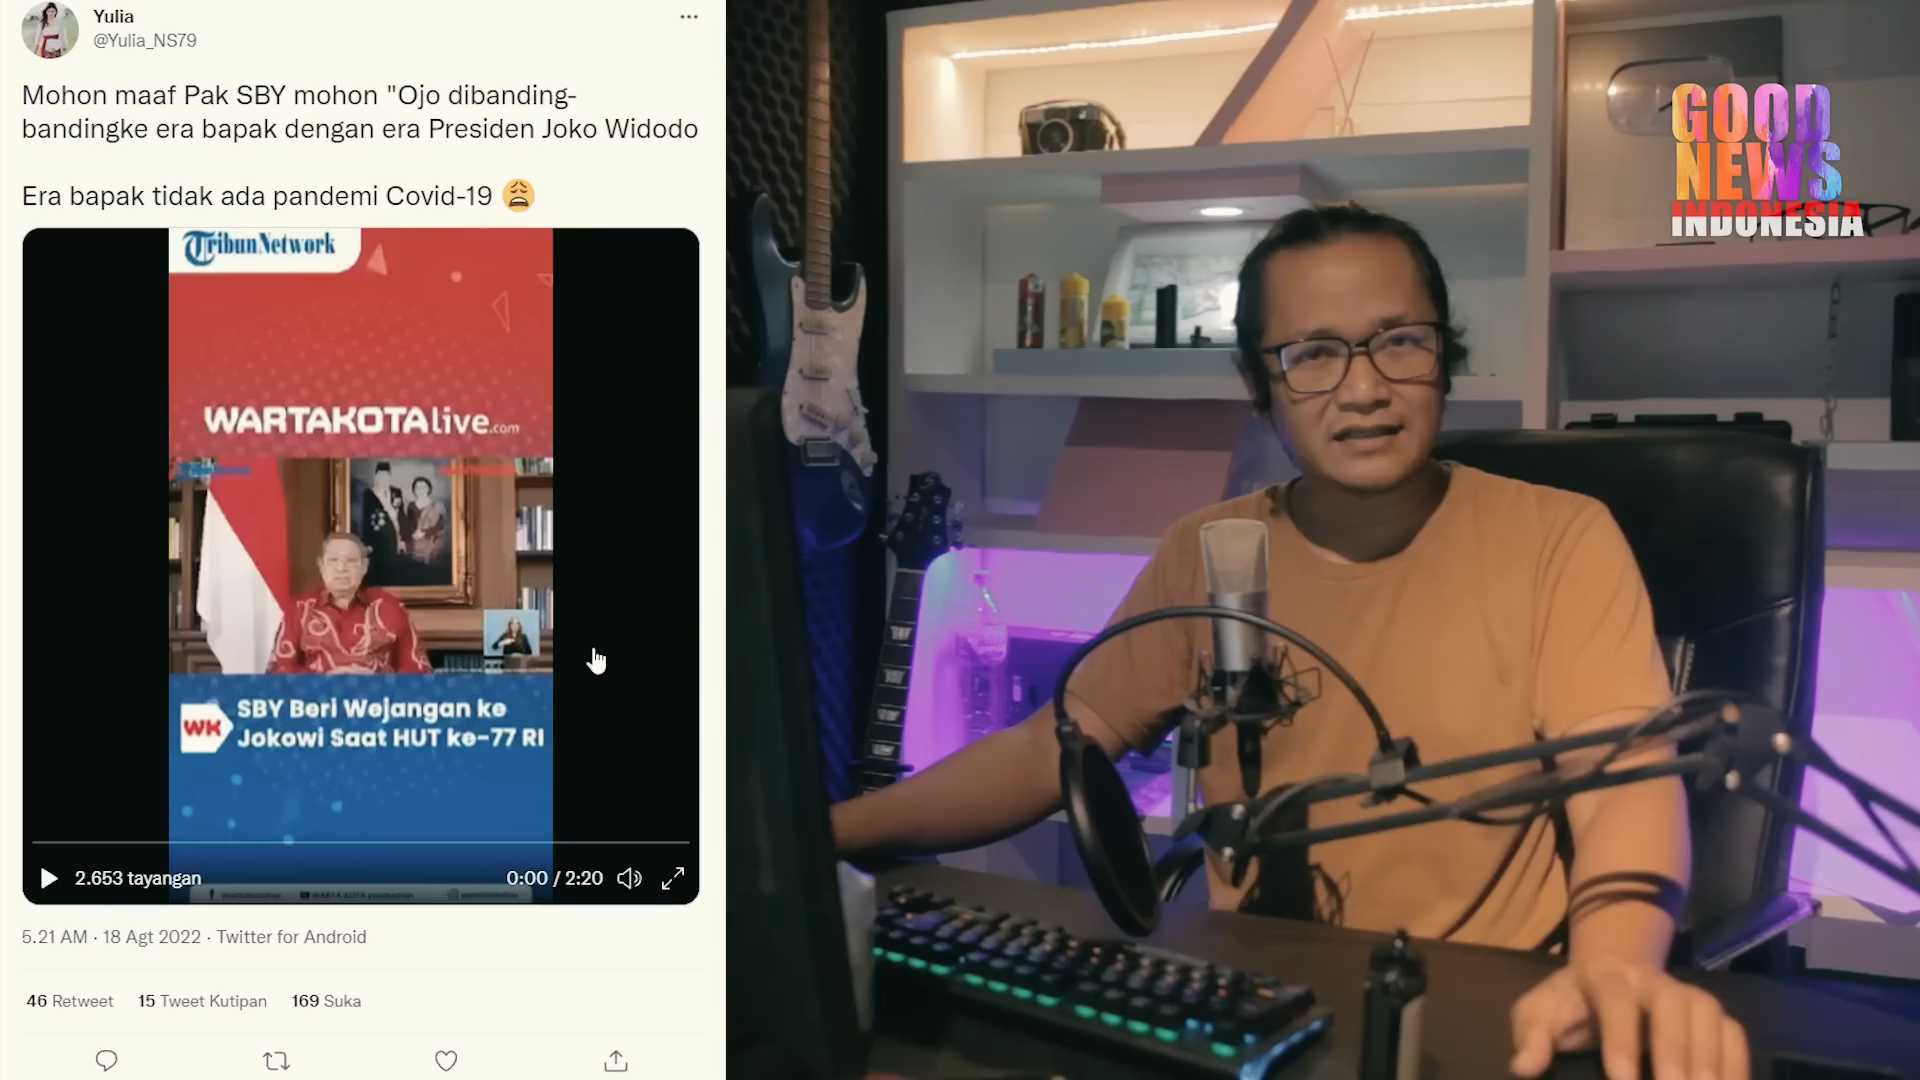 Yulia
@Yulia_NS79
Mohon maaf Pak SBY mohon "Ojo dibanding-
bandingke era bapak dengan era Presiden Joko Widodo
Era bapak tidak ada pandemi Covid-19 😩
Tribun Network
WARTAKOTAlive.com
WK
SBY Beri Wejangan ke
Jokowi Saat HUT ke-77 RI
2.653 tayangan
0:00 / 2:20
5.21 AM · 18 Agt 2022 · Twitter for Android
46 Retweet 15 Tweet Kutipan 169 Suka
GOOD
NEWS
INDONESIA